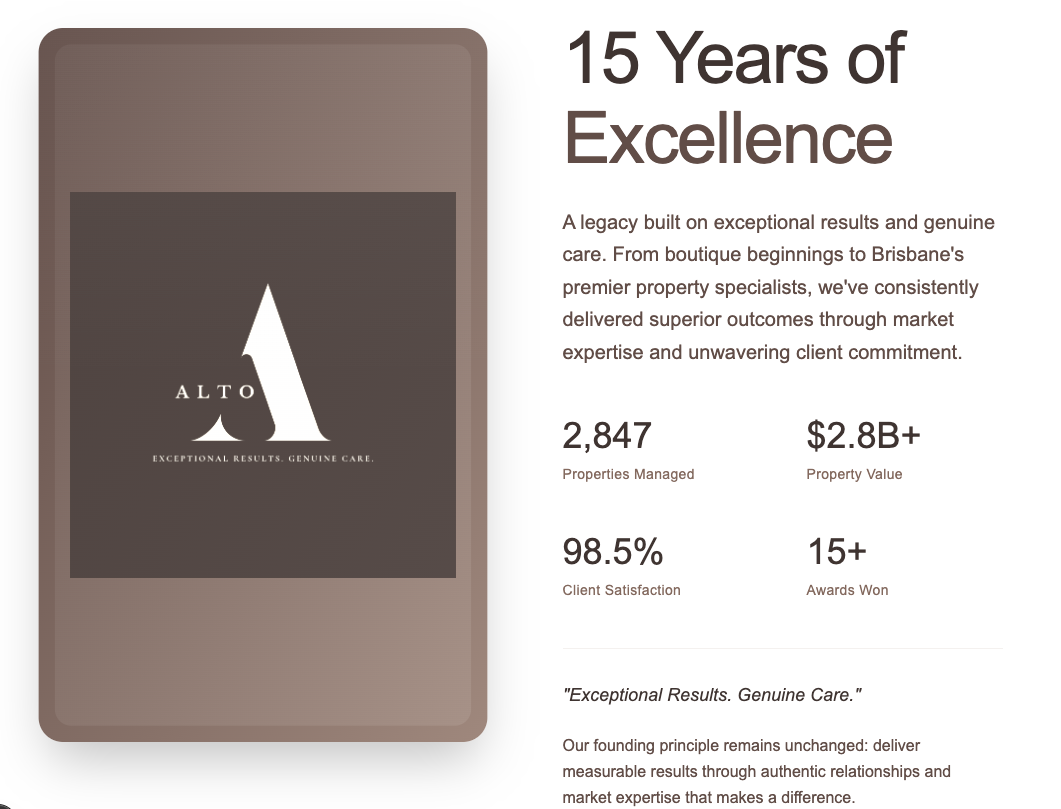 ALTO
EXCEPTIONAL RESULTS. GENUINE CARE.
15 Years of
Excellence
A legacy built on exceptional results and genuine
care. From boutique beginnings to Brisbane's
premier property specialists, we've consistently
delivered superior outcomes through market
expertise and unwavering client commitment.
2,847
Properties Managed
$2.8B+
Property Value
98.5%
Client Satisfaction
15+
Awards Won
"Exceptional Results. Genuine Care."
Our founding principle remains unchanged: deliver
measurable results through authentic relationships and
market expertise that makes a difference.